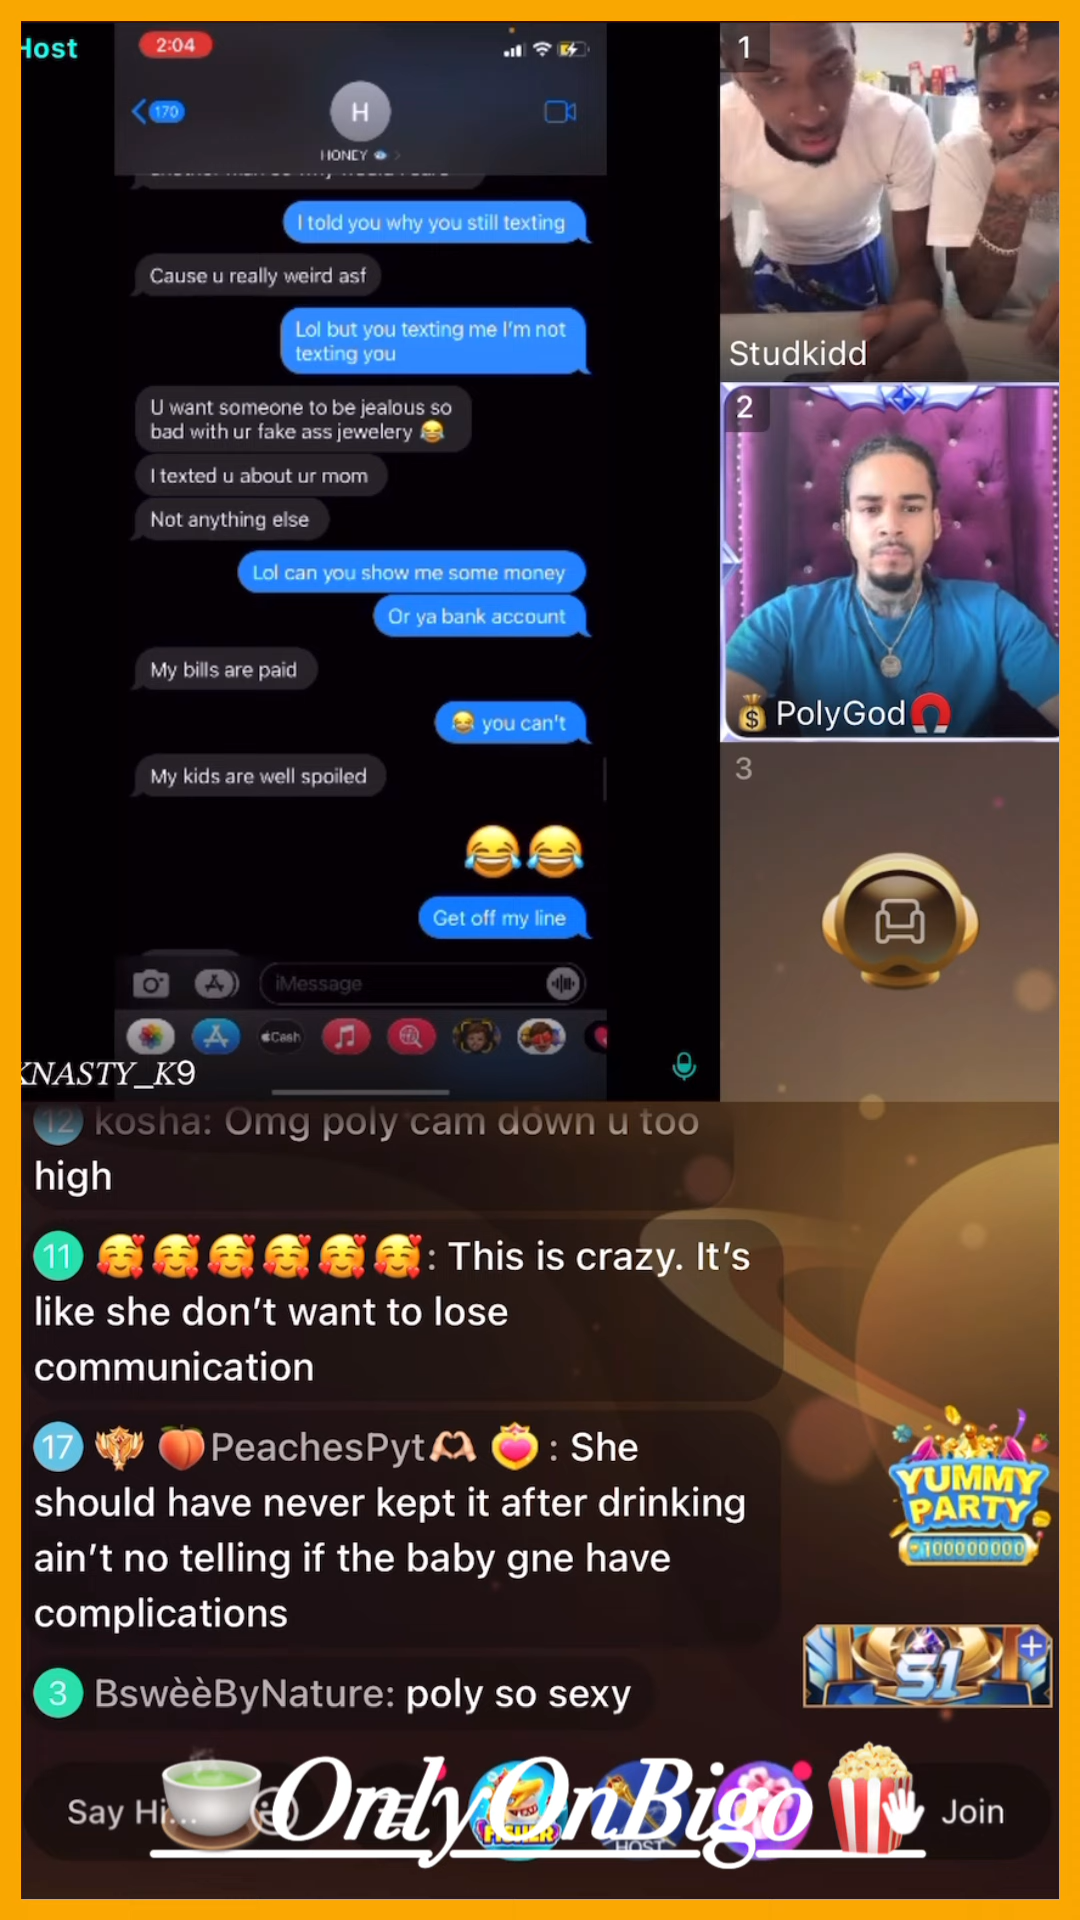 Host
2:04
170
H
HONEY
I told you why you still texting
Cause u really weird asf
Lol but you texting me I'm not
texting you
U want someone to be jealous so
bad with ur fake ass jewelery 😂
I texted u about ur mom
Not anything else
Lol can you show me some money
Or ya bank account
My bills are paid
😂 you can't
My kids are well spoiled
😂😂
Get off my line
iMessage
Cash
NASTY_K9
1
Studkidd
2
💰PolyGod🧲
3
12 kosha: Omg poly cam down u too
high
11 🥰🥰🥰🥰🥰🥰: This is crazy. It's
like she don't want to lose
communication
17 🍑PeachesPyt🫶🏼 : She
should have never kept it after drinking
ain't no telling if the baby gne have
complications
3 BswèèByNature: poly so sexy
YUMMY
PARTY
100000000
S1
Say Hi...
FISHER
HOST
Join
🍵OnlyOnBigo🍿